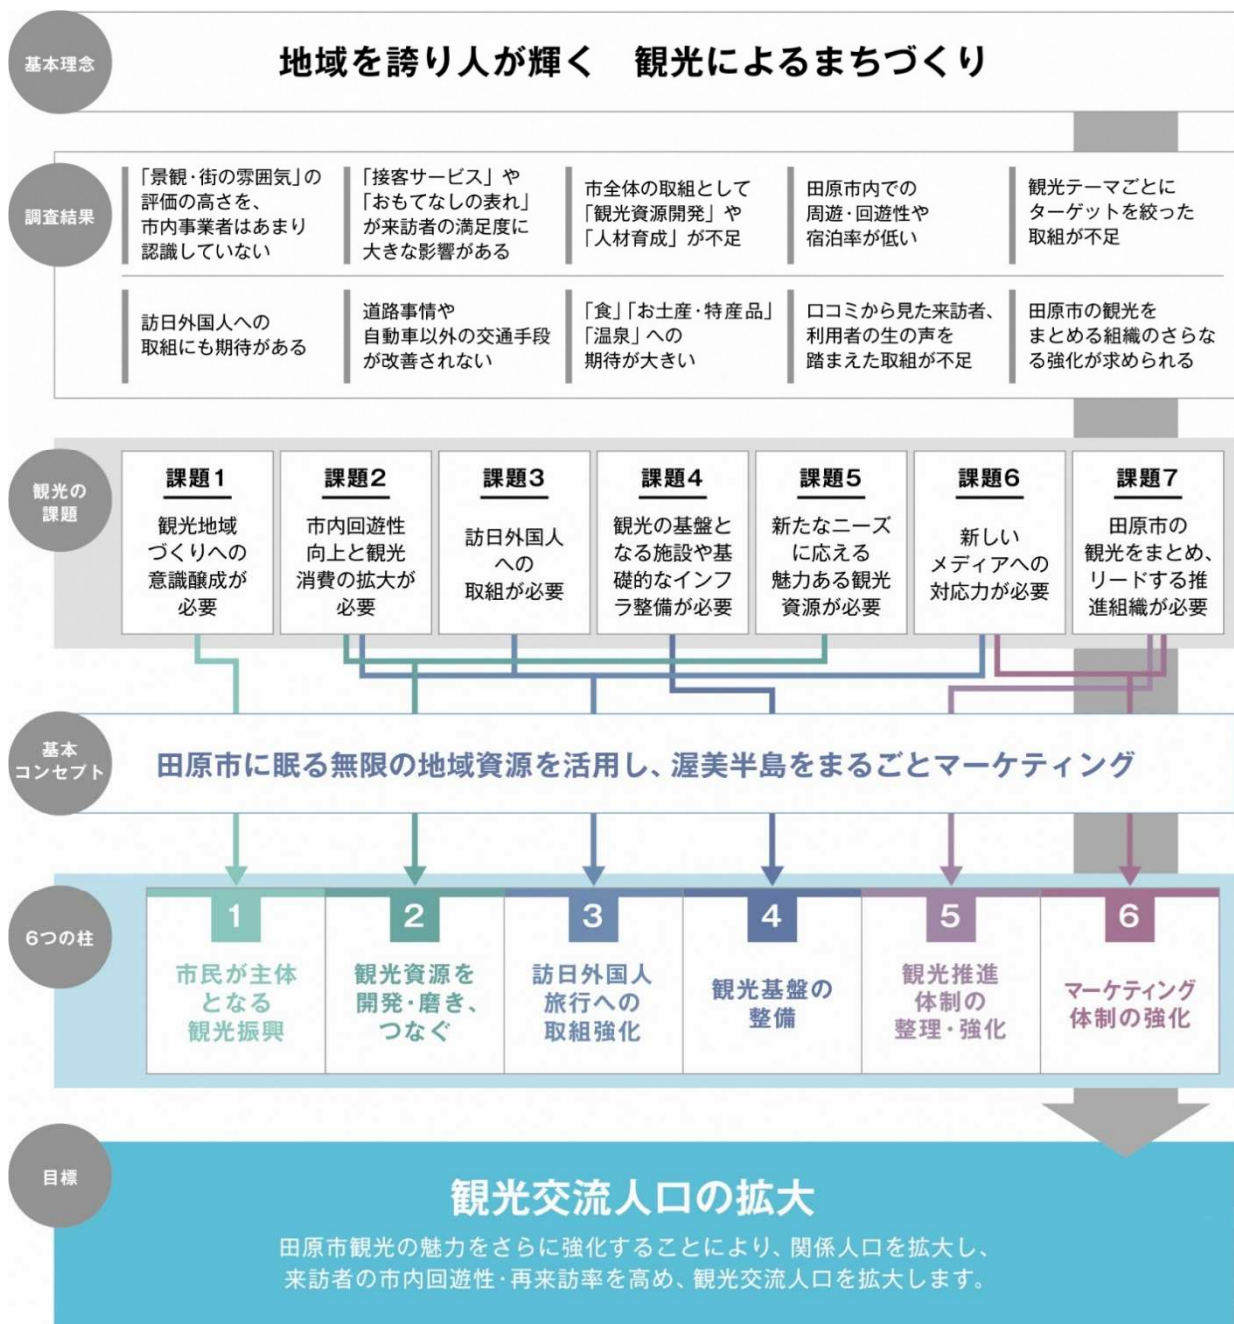 基本理念
地域を誇り人が輝く　観光によるまちづくり
調査結果
「景観・街の雰囲気」の
評価の高さを、
市内事業者はあまり
認識していない
「接客サービス」や
「おもてなしの表れ」
が来訪者の満足度に
大きな影響がある
市全体の取組として
「観光資源開発」や
「人材育成」が不足
田原市内での
周遊・回遊性や
宿泊率が低い
観光テーマごとに
ターゲットを絞った
取組が不足
訪日外国人への
取組にも期待がある
道路事情や
自動車以外の交通手段
が改善されない
「食」「お土産・特産品」
「温泉」への
期待が大きい
口コミから見た来訪者、
利用者の生の声を
踏まえた取組が不足
田原市の観光を
まとめる組織のさらな
る強化が求められる
観光の
課題
課題1
観光地域
づくりへの
意識醸成が
必要
課題2
市内回遊性
向上と観光
消費の拡大が
必要
課題3
訪日外国人
への
取組が必要
課題4
観光の基盤と
なる施設や基
礎的なインフ
ラ整備が必要
課題5
新たなニーズ
に応える
魅力ある観光
資源が必要
課題6
新しい
メディアへの
対応力が必要
課題7
田原市の
観光をまとめ、
リードする推
進組織が必要
基本
コンセプト
田原市に眠る無限の地域資源を活用し、渥美半島をまるごとマーケティング
6つの柱
1
市民が主体
となる
観光振興
2
観光資源を
開発・磨き、
つなぐ
3
訪日外国人
旅行への
取組強化
4
観光基盤の
整備
5
観光推進
体制の
整理・強化
6
マーケティング
体制の強化
目標
観光交流人口の拡大
田原市観光の魅力をさらに強化することにより、関係人口を拡大し、
来訪者の市内回遊性・再来訪率を高め、観光交流人口を拡大します。